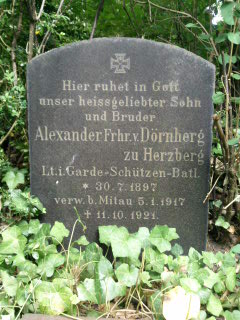 Hier ruhet in Gott
unser heissgeliebter Sohn
und Bruder
Alexander Frhr. v. Dörnberg
zu Herzberg
Lt. i. Garde-Schützen-Batl.
* 30. 7. 1897
verw. b. Mitau 5. 1. 1917
† 11. 10. 1921.